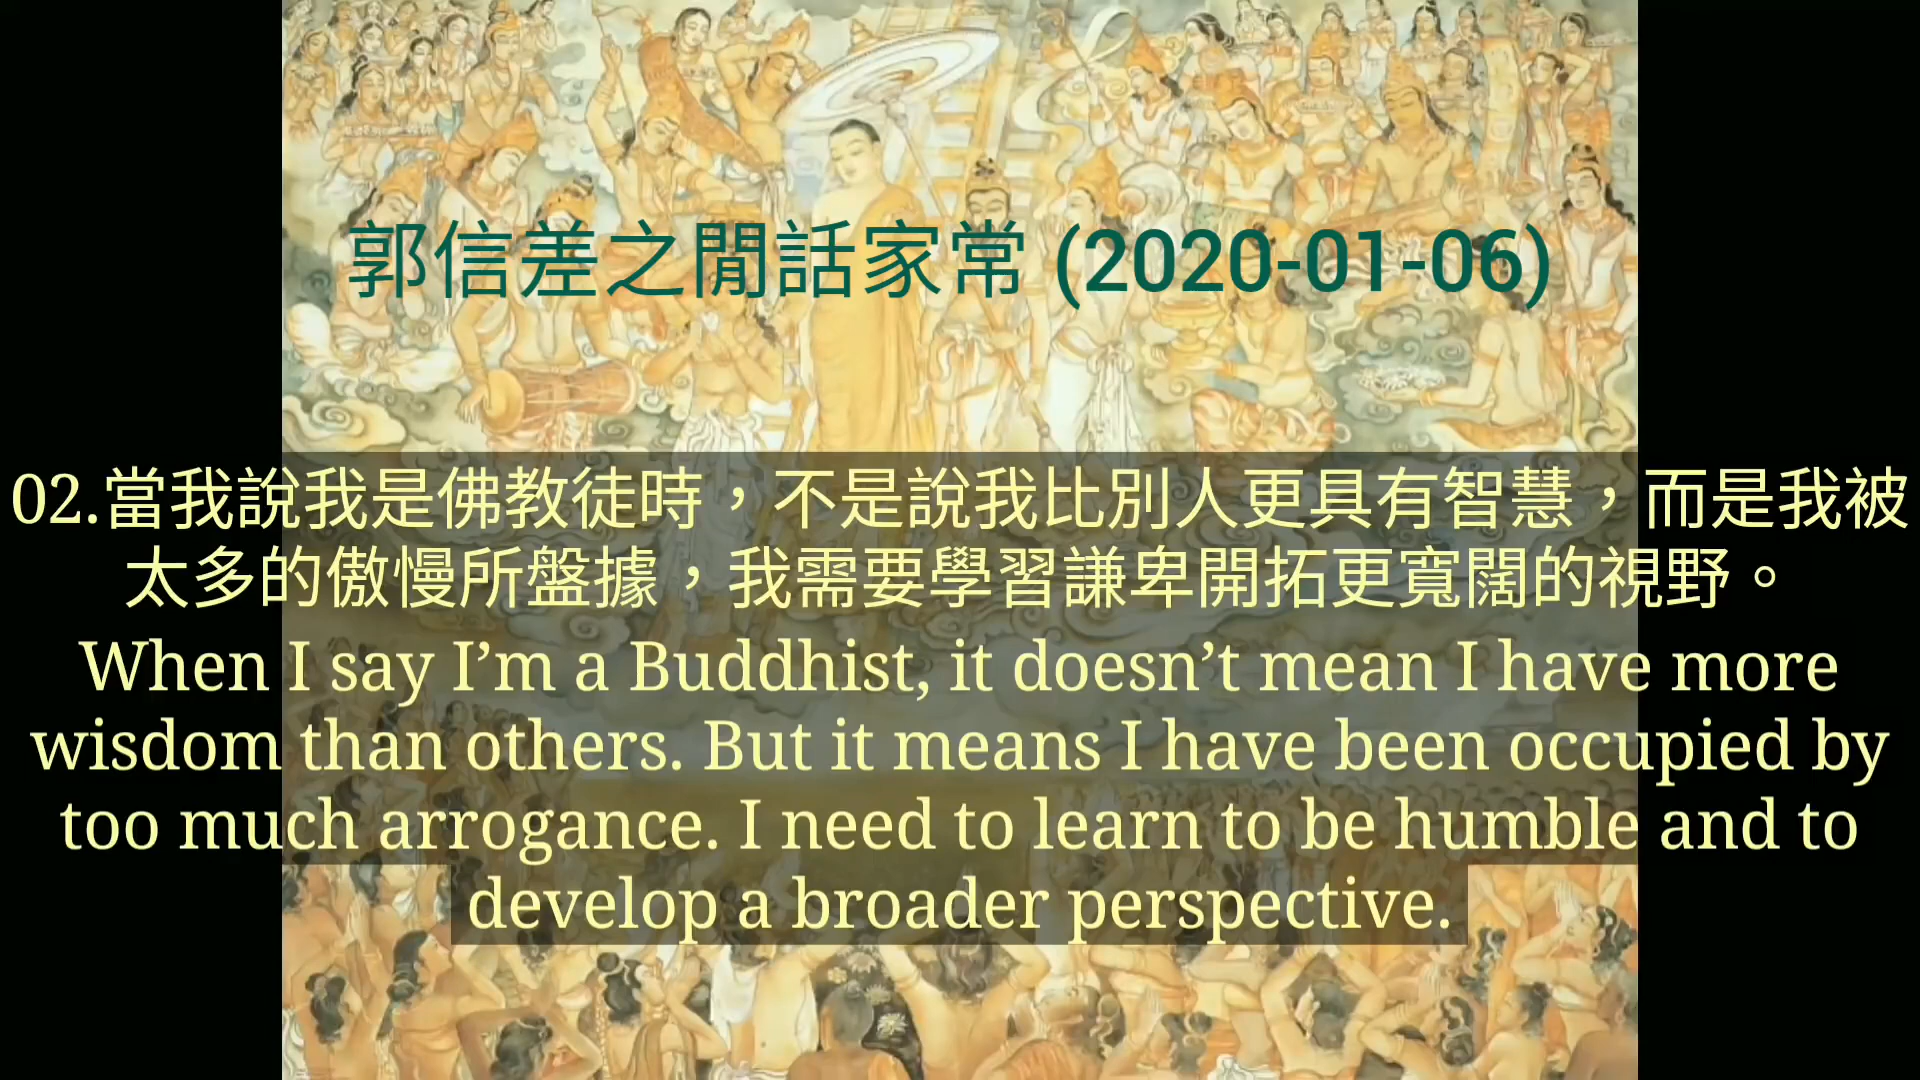 郭信差之閒話家常 (2020-01-06)
02.當我說我是佛教徒時，不是說我比別人更具有智慧，而是我被
太多的傲慢所盤據，我需要學習謙卑開拓更寬闊的視野。
When I say I’m a Buddhist, it doesn’t mean I have more
wisdom than others. But it means I have been occupied by
too much arrogance. I need to learn to be humble and to
develop a broader perspective.